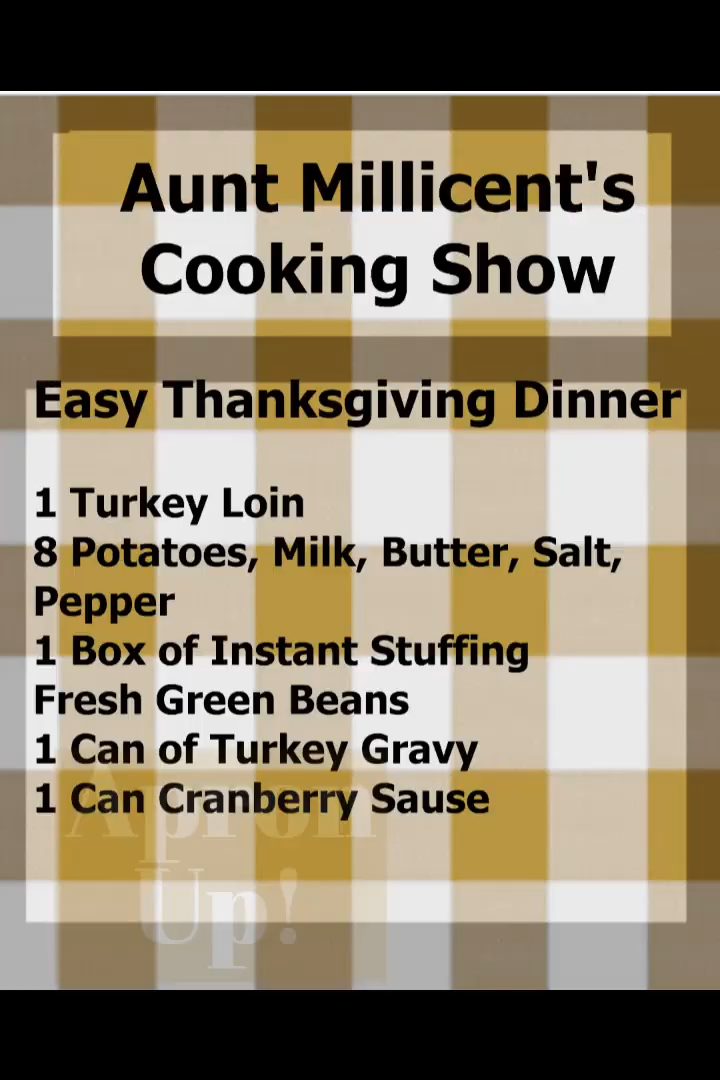 Aunt Millicent's
Cooking Show
Easy Thanksgiving Dinner
1 Turkey Loin
8 Potatoes, Milk, Butter, Salt,
Pepper
1 Box of Instant Stuffing
Fresh Green Beans
1 Can of Turkey Gravy
1 Can Cranberry Sause
Apron
Up!